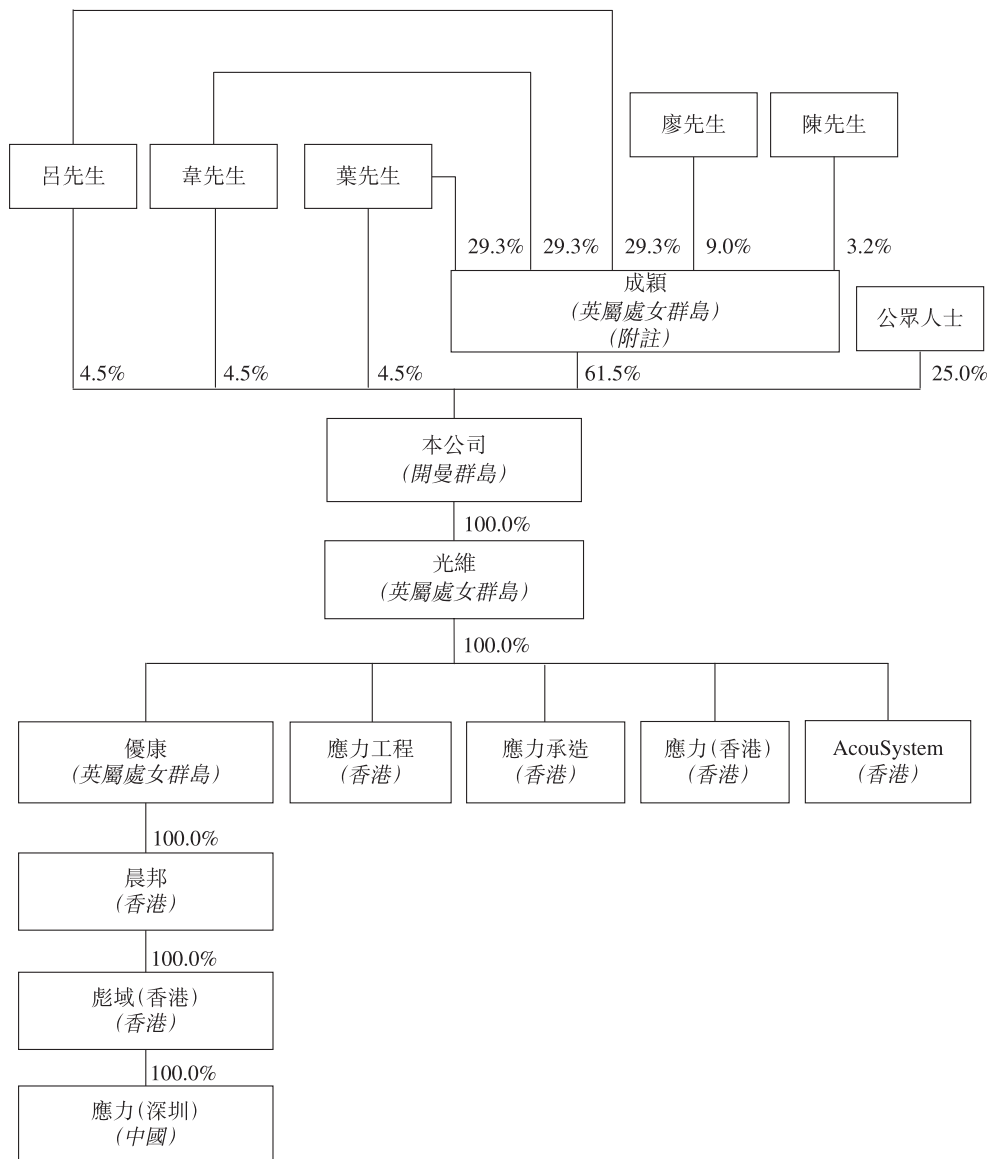 廖先生
陳先生
呂先生
韋先生
葉先生
29.3%
29.3%
29.3%
9.0%
3.2%
成穎
(英屬處女群島)
(附註)
公眾人士
4.5%
4.5%
4.5%
61.5%
25.0%
本公司
(開曼群島)
100.0%
光維
(英屬處女群島)
100.0%
優康
(英屬處女群島)
應力工程
(香港)
應力承造
(香港)
應力(香港)
(香港)
AcouSystem
(香港)
100.0%
晨邦
(香港)
100.0%
彪域(香港)
(香港)
100.0%
應力(深圳)
(中國)